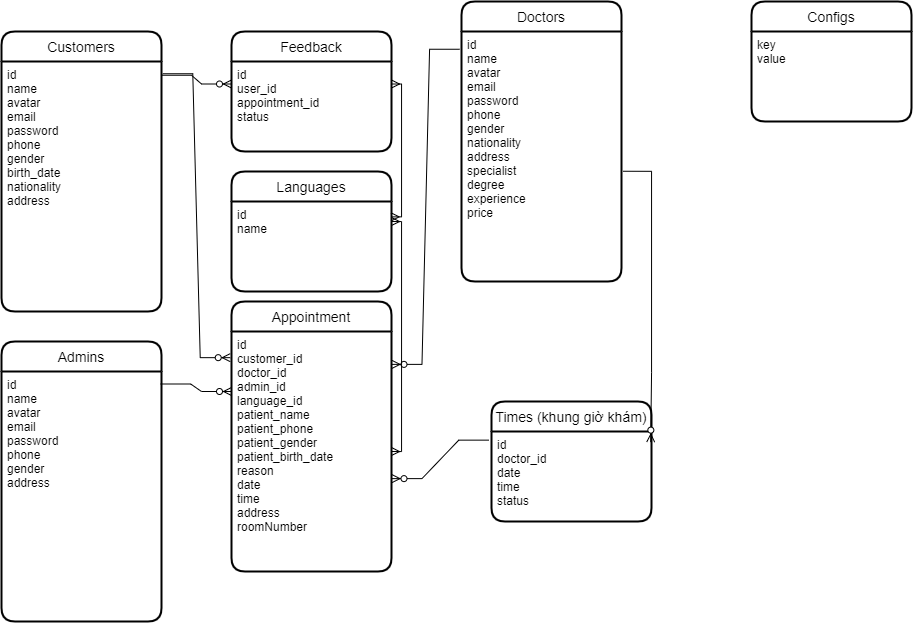 Customers
id
name
avatar
email
password
phone
gender
birth_date
nationality
address
Feedback
id
user_id
appointment_id
status
Doctors
id
name
avatar
email
password
phone
gender
nationality
address
specialist
degree
experience
price
Configs
key
value
Languages
id
name
Admins
id
name
avatar
email
password
phone
gender
address
Appointment
id
customer_id
doctor_id
admin_id
language_id
patient_name
patient_phone
patient_gender
patient_birth_date
reason
date
time
address
roomNumber
Times (khung giờ khám)
id
doctor_id
date
time
status